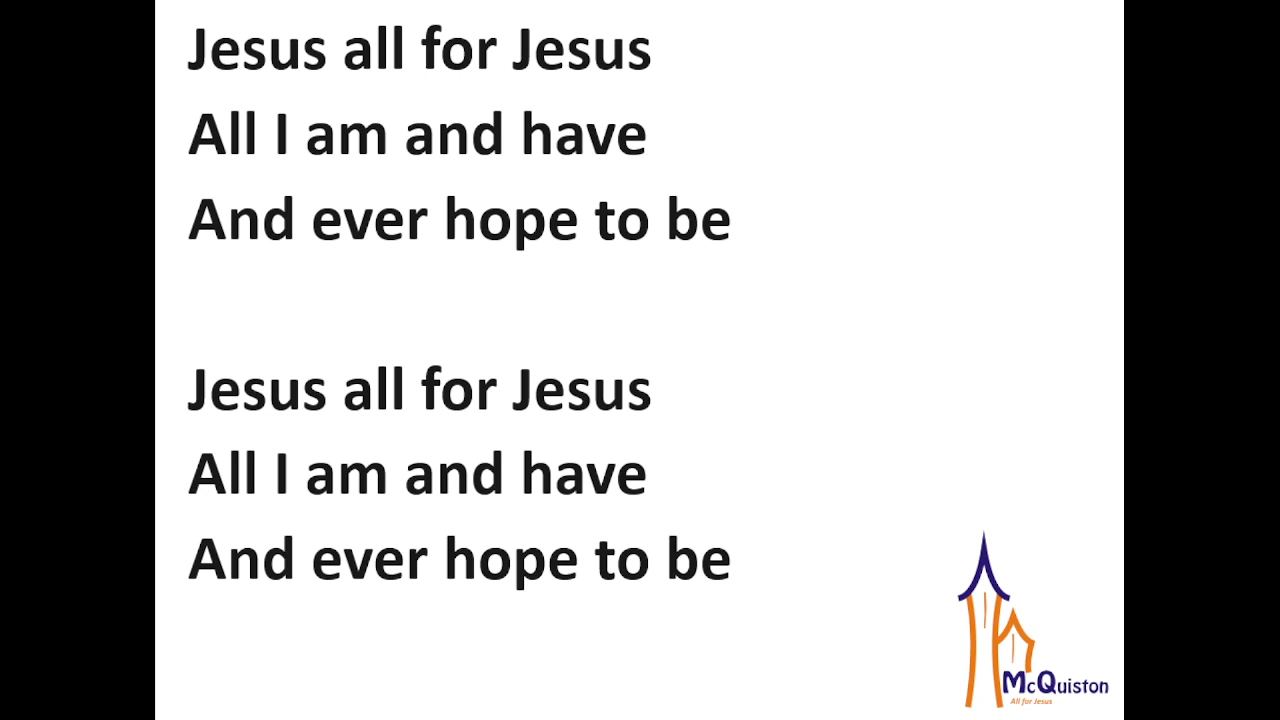 Jesus all for Jesus
All I am and have
And ever hope to be
Jesus all for Jesus
All I am and have
And ever hope to be
McQuiston
All for Jesus